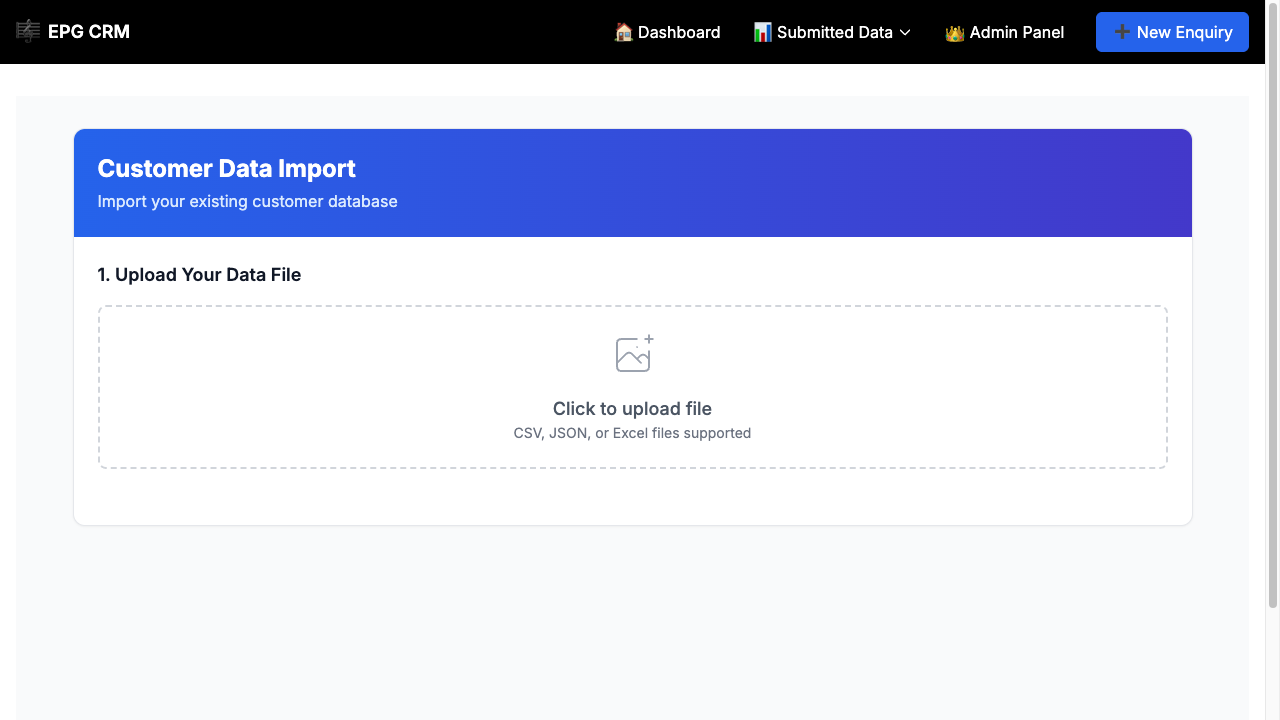 EPG CRM
Dashboard
Submitted Data
Admin Panel
New Enquiry
Customer Data Import
Import your existing customer database
1. Upload Your Data File
Click to upload file
CSV, JSON, or Excel files supported